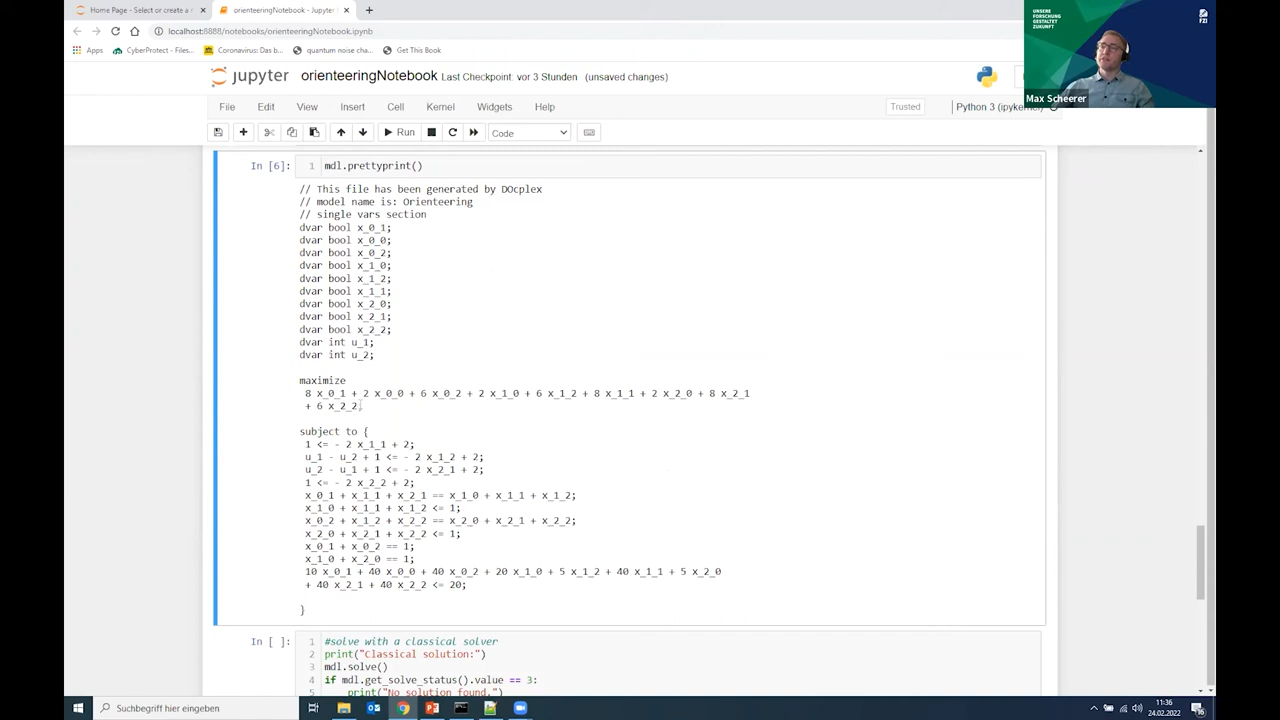 Home Page - Select or create a n
orienteeringNotebook - Jupyter
localhost:8888/notebooks/orienteeringNotebook.ipynb
Apps
CyberProtect - Files...
Coronavirus: Das b...
quantum noise cha...
Get This Book
UNSERE
FORSCHUNG
GESTALTET
ZUKUNFT
FZI
Max Scheerer
jupyter orienteeringNotebook Last Checkpoint: vor 3 Stunden (unsaved changes)
File Edit View Insert Cell Kernel Widgets Help
Trusted
Python 3 (ipykernel)
Run
Code
In [6]:
1 mdl.prettyprint()
// This file has been generated by DOcplex
// model name is: Orienteering
// single vars section
dvar bool x_0_1;
dvar bool x_0_0;
dvar bool x_0_2;
dvar bool x_1_0;
dvar bool x_1_2;
dvar bool x_1_1;
dvar bool x_2_0;
dvar bool x_2_1;
dvar bool x_2_2;
dvar int u_1;
dvar int u_2;
maximize
8 x_0_1 + 2 x_0_0 + 6 x_0_2 + 2 x_1_0 + 6 x_1_2 + 8 x_1_1 + 2 x_2_0 + 8 x_2_1
+ 6 x_2_2;
subject to {
1 <= - 2 x_1_1 + 2;
u_1 - u_2 + 1 <= - 2 x_1_2 + 2;
u_2 - u_1 + 1 <= - 2 x_2_1 + 2;
1 <= - 2 x_2_2 + 2;
x_0_1 + x_1_1 + x_2_1 == x_1_0 + x_1_1 + x_1_2;
x_1_0 + x_1_1 + x_1_2 <= 1;
x_0_2 + x_1_2 + x_2_2 == x_2_0 + x_2_1 + x_2_2;
x_2_0 + x_2_1 + x_2_2 <= 1;
x_0_1 + x_0_2 == 1;
x_1_0 + x_2_0 == 1;
10 x_0_1 + 40 x_0_0 + 40 x_0_2 + 20 x_1_0 + 5 x_1_2 + 40 x_1_1 + 5 x_2_0
+ 40 x_2_1 + 40 x_2_2 <= 20;
}
In [ ]:
1 #solve with a classical solver
2 print("Classical solution:")
3 mdl.solve()
4 if mdl.get_solve_status().value == 3:
5 print("No solution found.")
Suchbegriff hier eingeben
11:36
24.02.2022